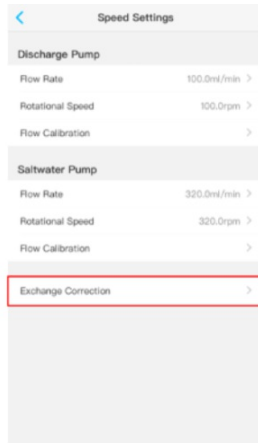 Speed Settings
Discharge Pump
Flow Rate 100.0ml/min
Rotational Speed 100.0rpm
Flow Calibration
Saltwater Pump
Flow Rate 320.0ml/min
Rotational Speed 320.0rpm
Flow Calibration
Exchange Correction